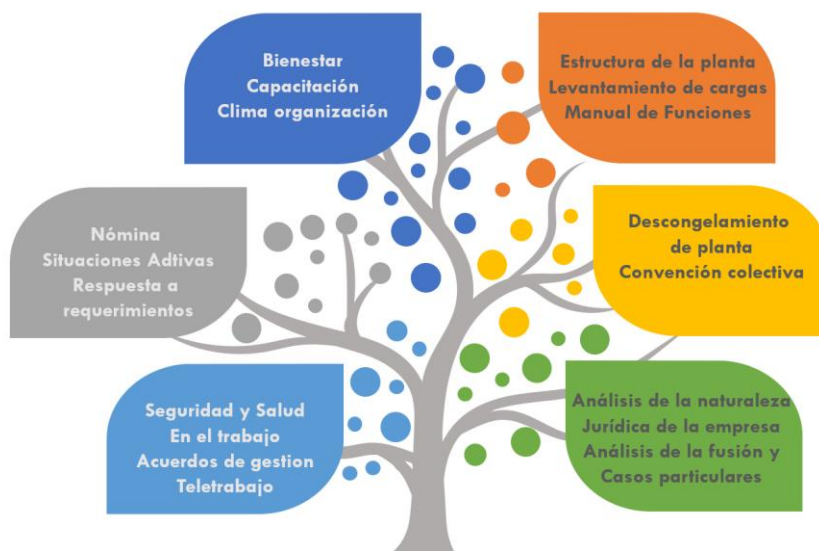 Bienestar
Capacitación
Clima organización
Estructura de la planta
Levantamiento de cargas
Manual de Funciones
Nómina
Situaciones Adtivas
Respuesta a
requerimientos
Descongelamiento
de planta
Convención colectiva
Seguridad y Salud
En el trabajo
Acuerdos de gestion
Teletrabajo
Análisis de la naturaleza
Jurídica de la empresa
Análisis de la fusión y
Casos particulares